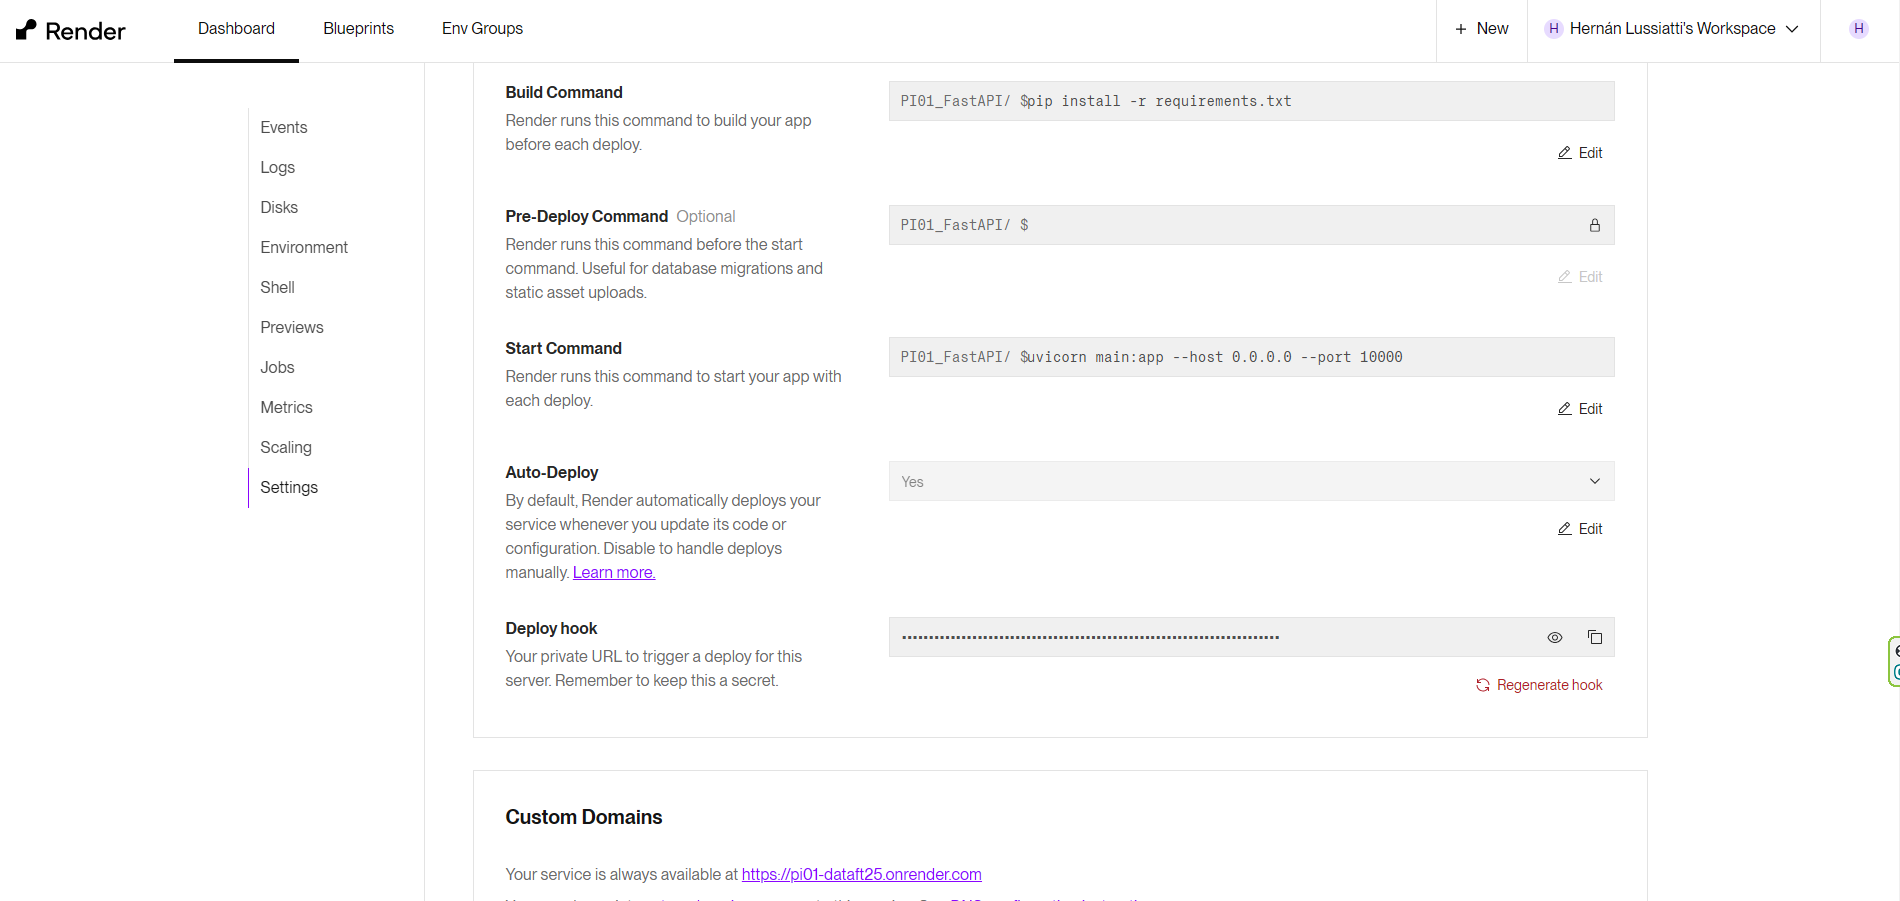 Render
Dashboard
Blueprints
Env Groups
+ New
H Hernán Lussiatti's Workspace
H
Events
Logs
Disks
Environment
Shell
Previews
Jobs
Metrics
Scaling
Settings
Build Command
Render runs this command to build your app
before each deploy.
PI01_FastAPI/ $pip install -r requirements.txt
Edit
Pre-Deploy Command Optional
Render runs this command before the start
command. Useful for database migrations and
static asset uploads.
PI01_FastAPI/ $
Edit
Start Command
Render runs this command to start your app with
each deploy.
PI01_FastAPI/ $uvicorn main:app --host 0.0.0.0 --port 10000
Edit
Auto-Deploy
By default, Render automatically deploys your
service whenever you update its code or
configuration. Disable to handle deploys
manually. Learn more.
Yes
Edit
Deploy hook
Your private URL to trigger a deploy for this
server. Remember to keep this a secret.
Regenerate hook
Custom Domains
Your service is always available at https://pi01-dataft25.onrender.com